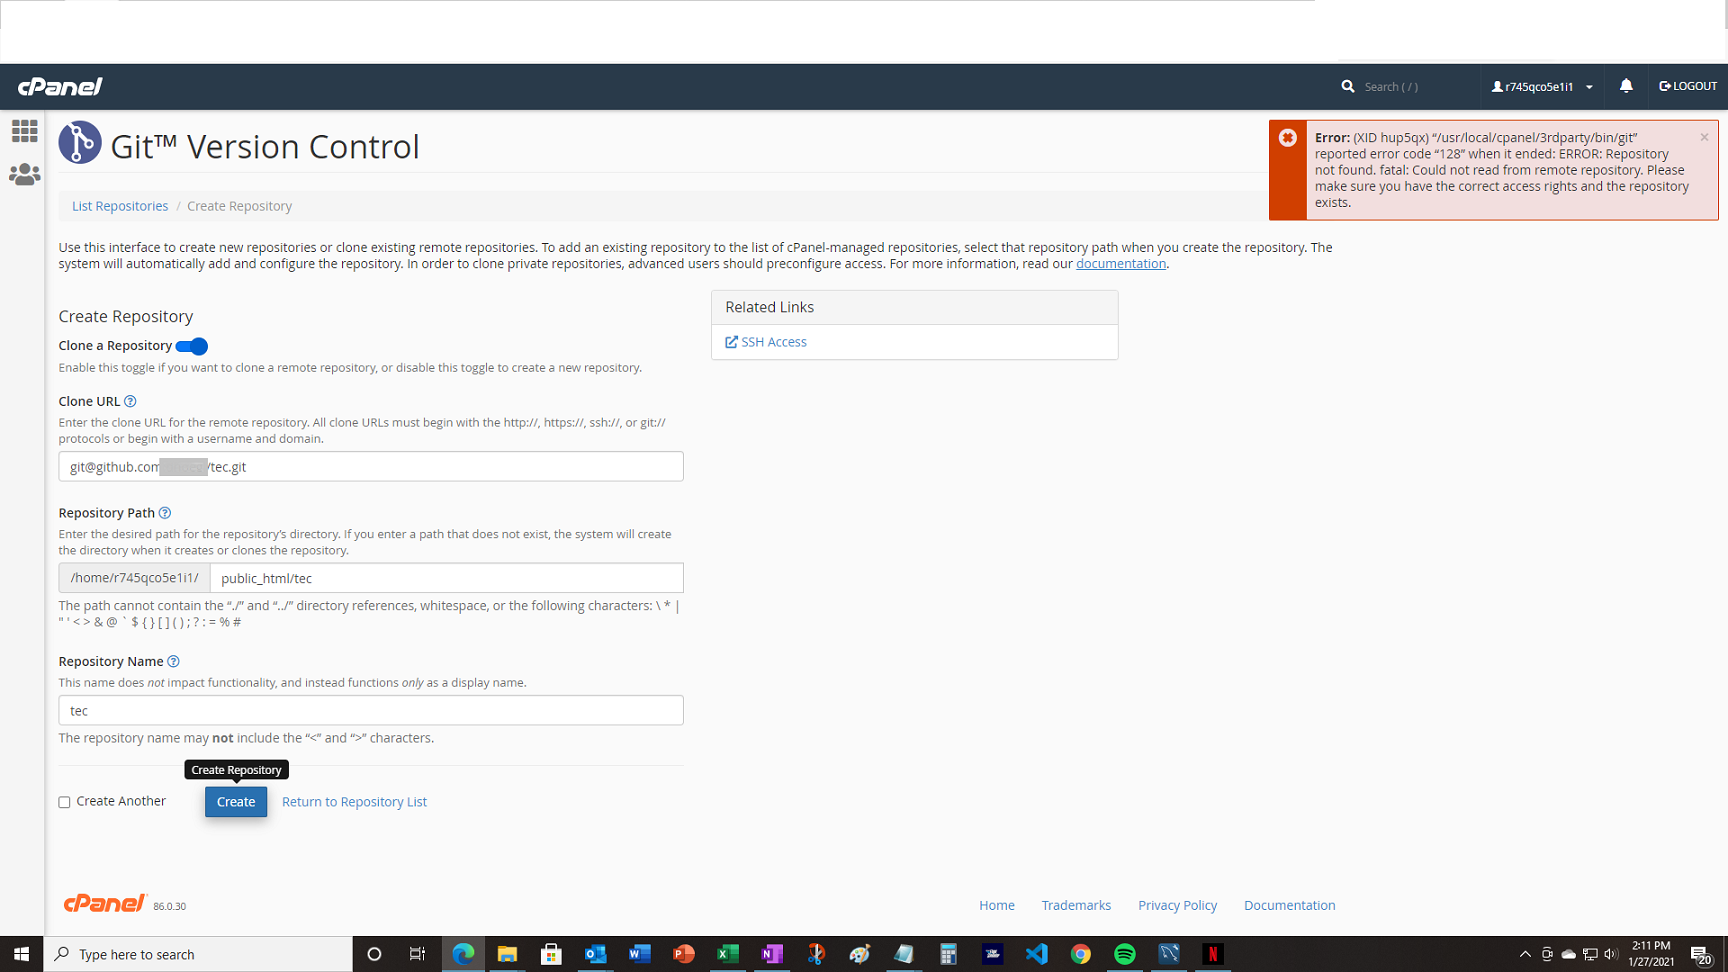 cPanel
Search ( / )
r745qco5e1i1
LOGOUT
Git™ Version Control
Error: (XID hup5qx) “/usr/local/cpanel/3rdparty/bin/git”
reported error code “128” when it ended: ERROR: Repository
not found. fatal: Could not read from remote repository. Please
make sure you have the correct access rights and the repository
exists.
×
List Repositories / Create Repository
Use this interface to create new repositories or clone existing remote repositories. To add an existing repository to the list of cPanel-managed repositories, select that repository path when you create the repository. The
system will automatically add and configure the repository. In order to clone private repositories, advanced users should preconfigure access. For more information, read our documentation.
Create Repository
Clone a Repository
Enable this toggle if you want to clone a remote repository, or disable this toggle to create a new repository.
Related Links
SSH Access
Clone URL
Enter the clone URL for the remote repository. All clone URLs must begin with the http://, https://, ssh://, or git://
protocols or begin with a username and domain.
git@github.com /tec.git
Repository Path
Enter the desired path for the repository’s directory. If you enter a path that does not exist, the system will create
the directory when it creates or clones the repository.
/home/r745qco5e1i1/ public_html/tec
The path cannot contain the “./” and “../” directory references, whitespace, or the following characters: \ * |
" ' < > & @ ` $ { } [ ] ( ) ; ? : = % #
Repository Name
This name does not impact functionality, and instead functions only as a display name.
tec
The repository name may not include the “<” and “>” characters.
Create Repository
Create Another
Create
Return to Repository List
cPanel 86.0.30
Home Trademarks Privacy Policy Documentation
Type here to search
2:11 PM
1/27/2021
20